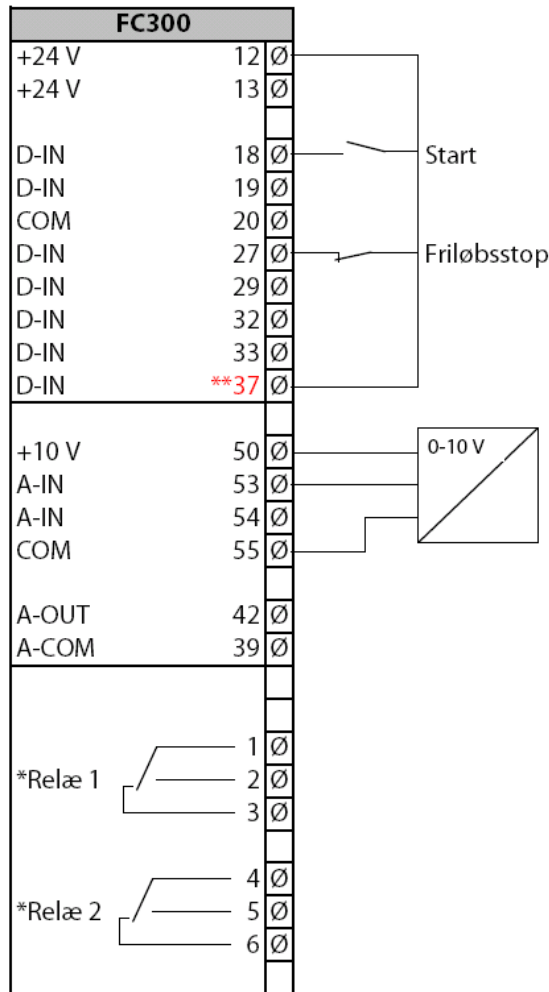 FC300
+24 V 12 Ø
+24 V 13 Ø
D-IN 18 Ø Start
D-IN 19 Ø
COM 20 Ø
D-IN 27 Ø Friløbsstop
D-IN 29 Ø
D-IN 32 Ø
D-IN 33 Ø
D-IN **37 Ø
+10 V 50 Ø 0-10 V
A-IN 53 Ø
A-IN 54 Ø
COM 55 Ø
A-OUT 42 Ø
A-COM 39 Ø
1 Ø
*Relæ 1 2 Ø
3 Ø
4 Ø
*Relæ 2 5 Ø
6 Ø